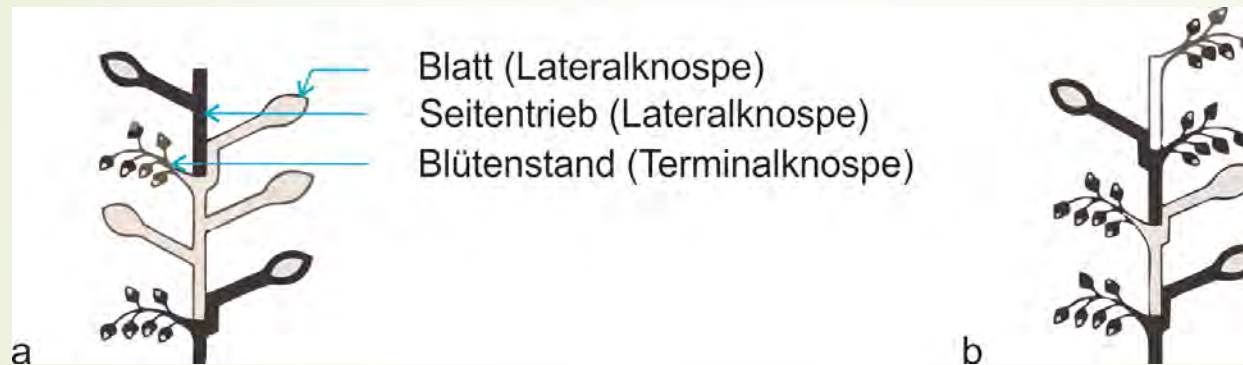 Blatt (Lateralknospe)
Seitentrieb (Lateralknospe)
Blütenstand (Terminalknospe)
a
b